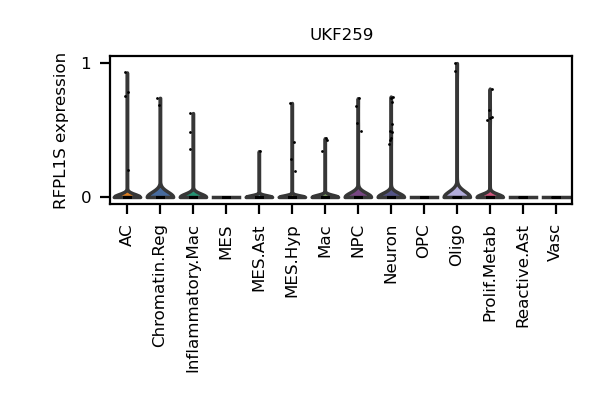 UKF259
RFPL1S expression
1
0
AC
Chromatin.Reg
Inflammatory.Mac
MES
MES.Ast
MES.Hyp
Mac
NPC
Neuron
OPC
Oligo
Prolif.Metab
Reactive.Ast
Vasc